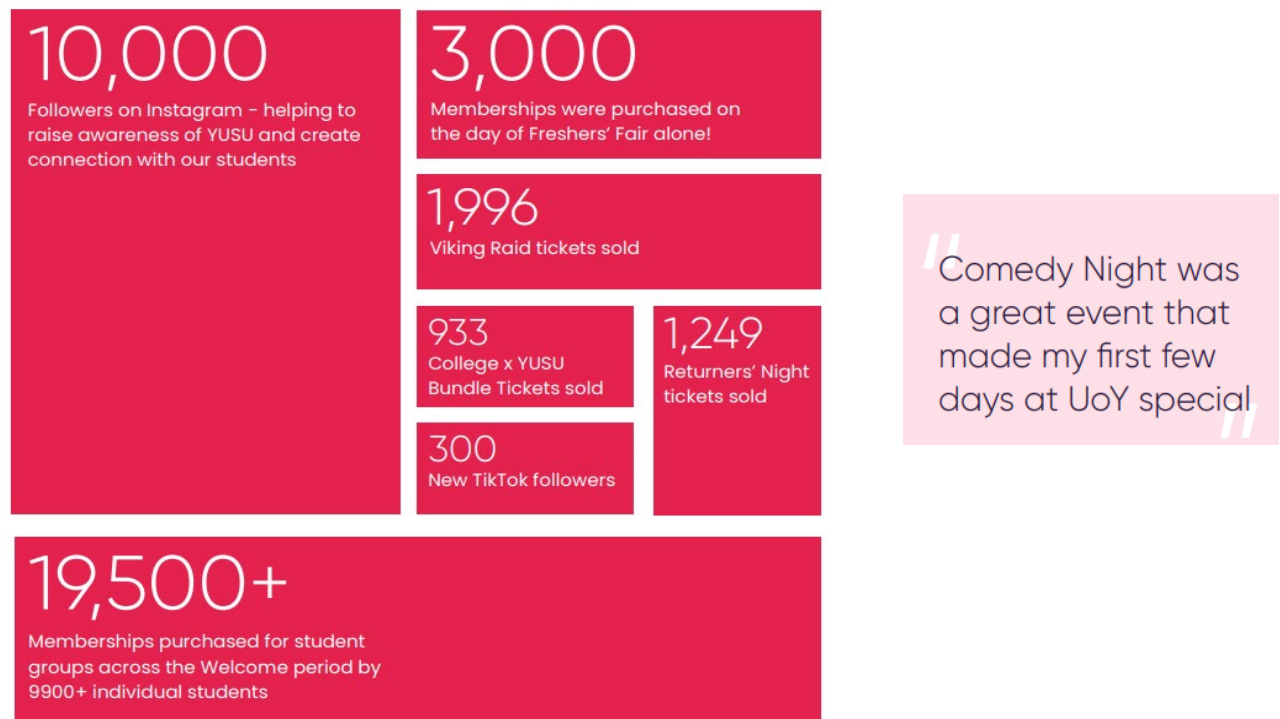 10,000
Followers on Instagram - helping to
raise awareness of YUSU and create
connection with our students
3,000
Memberships were purchased on
the day of Freshers’ Fair alone!
1,996
Viking Raid tickets sold
933
College x YUSU
Bundle Tickets sold
1,249
Returners’ Night
tickets sold
300
New TikTok followers
19,500+
Memberships purchased for student
groups across the Welcome period by
9900+ individual students
"Comedy Night was
a great event that
made my first few
days at UoY special"